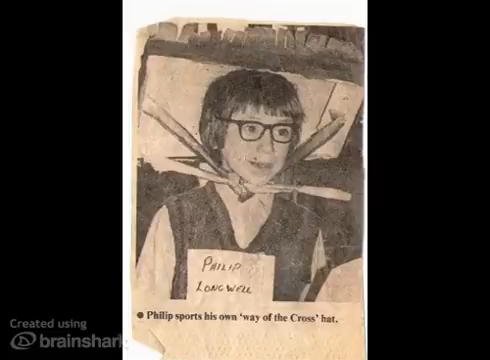 PHILIP
LONGWELL
● Philip sports his own 'way of the Cross' hat.
Created using
brainshark